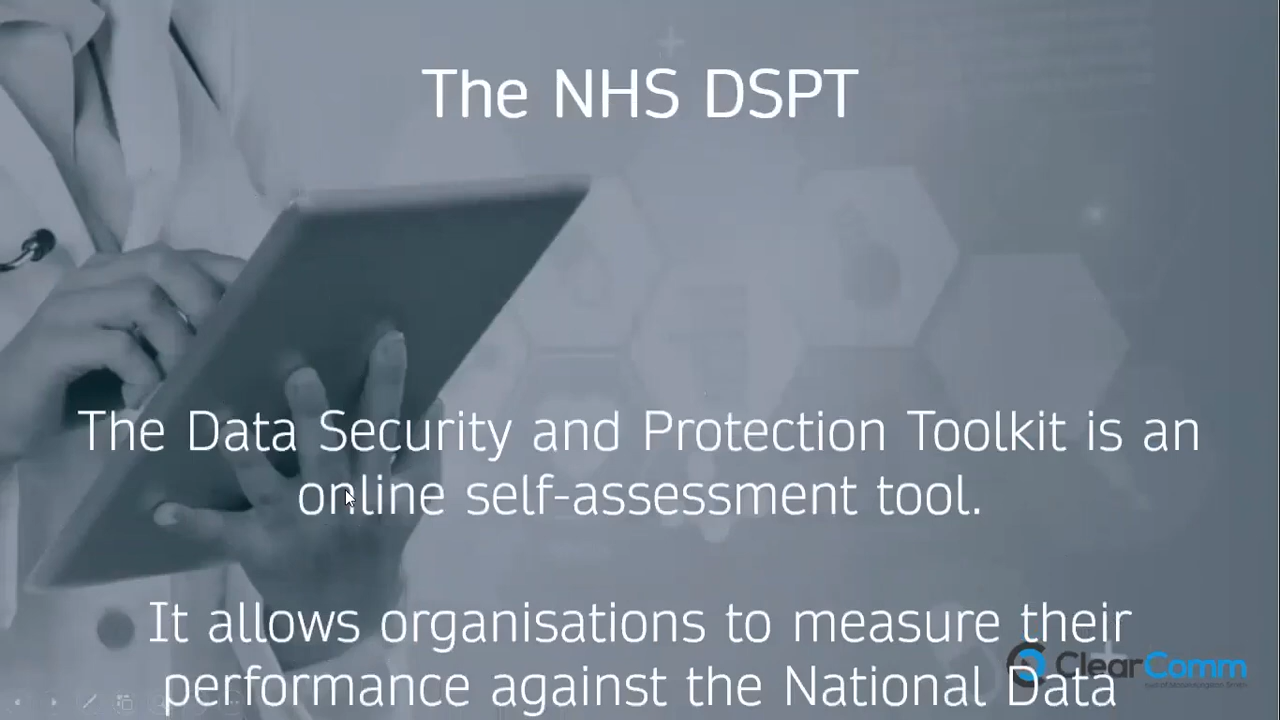 The NHS DSPT
The Data Security and Protection Toolkit is an
online self-assessment tool.
It allows organisations to measure their
performance against the National Data
ClearComm